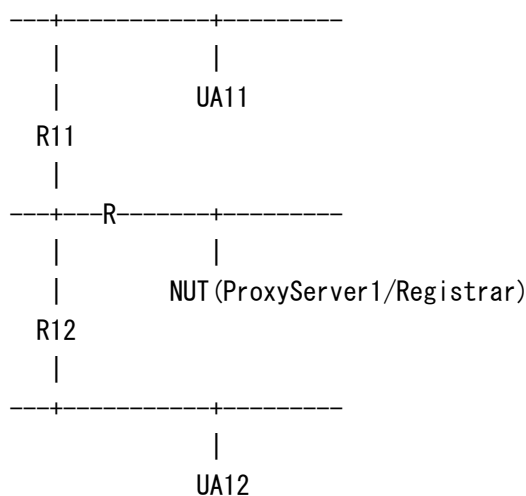 UA11
R11
R
NUT(ProxyServer1/Registrar)
R12
UA12